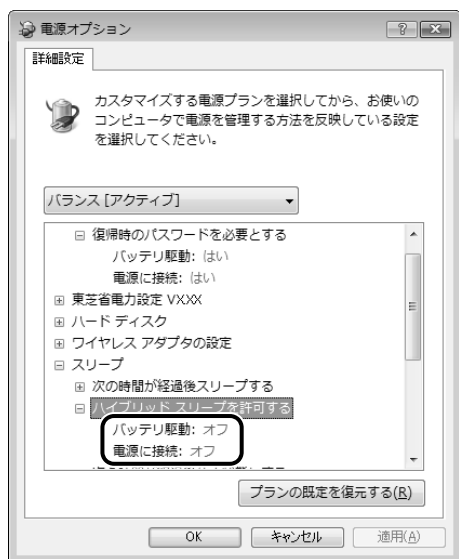 電源オプション
詳細設定
カスタマイズする電源プランを選択してから、お使いの
コンピュータで電源を管理する方法を反映している設定
を選択してください。
バランス [アクティブ]
復帰時のパスワードを必要とする
バッテリ駆動: はい
電源に接続: はい
東芝省電力設定 VX.XX
ハード ディスク
ワイヤレス アダプタの設定
スリープ
次の時間が経過後スリープする
ハイブリッド スリープを許可する
バッテリ駆動: オフ
電源に接続: オフ
プランの既定を復元する(R)
OK
キャンセル
適用(A)